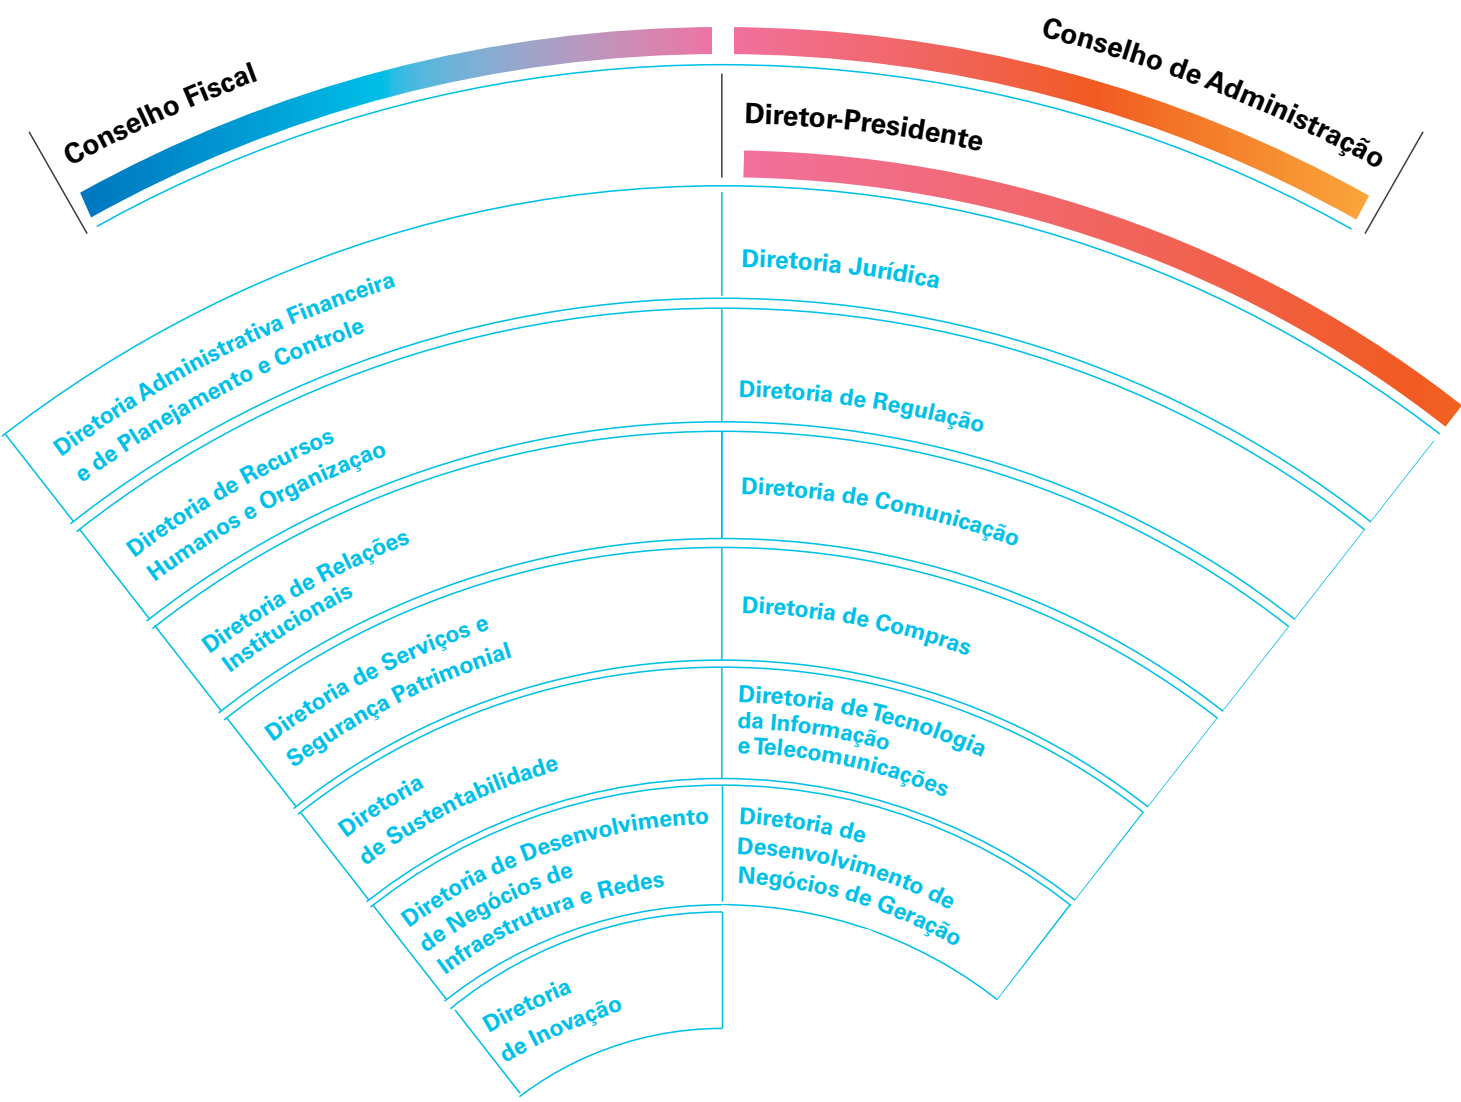 Conselho Fiscal
Conselho de Administração
Diretor-Presidente
Diretoria Administrativa Financeira
e de Planejamento e Controle
Diretoria Jurídica
Diretoria de Recursos
Humanos e Organizaçao
Diretoria de Regulação
Diretoria de Relações
Institucionais
Diretoria de Comunicação
Diretoria de Serviços e
Segurança Patrimonial
Diretoria de Compras
Diretoria
de Sustentabilidade
Diretoria de Tecnologia
da Informação
e Telecomunicações
Diretoria de Desenvolvimento
de Negócios de
Infraestrutura e Redes
Diretoria de
Desenvolvimento de
Negócios de Geração
Diretoria
de Inovação